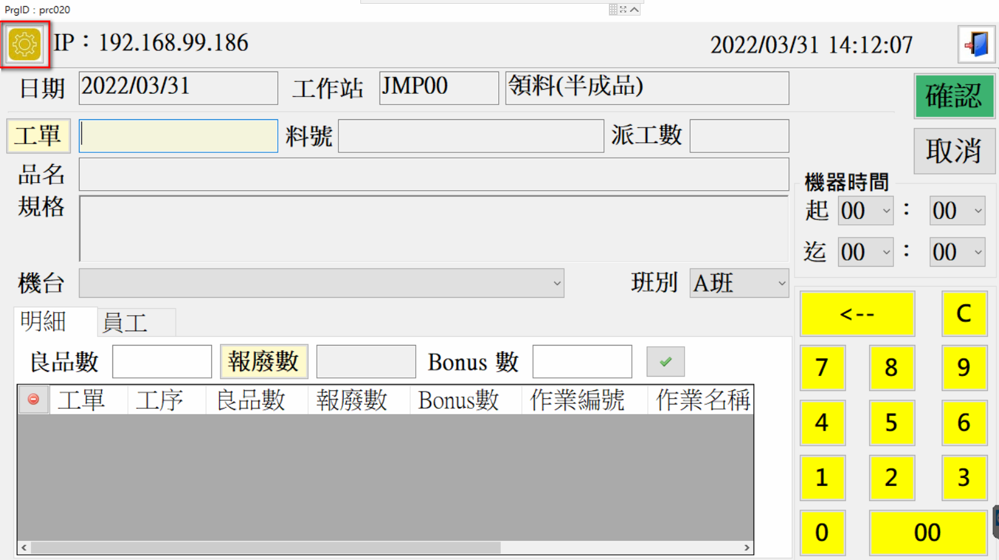 PrgID：prc020
IP：192.168.99.186
2022/03/31 14:12:07
日期 2022/03/31 工作站 JMP00 領料(半成品)
確認
工單 料號 派工數
取消
品名
機器時間
規格
起 00 : 00
迄 00 : 00
機台 班別 A班
明細 員工
良品數 報廢數 Bonus 數
工單 工序 良品數 報廢數 Bonus數 作業編號 作業名稱
<-- C
7 8 9
4 5 6
1 2 3
0 00